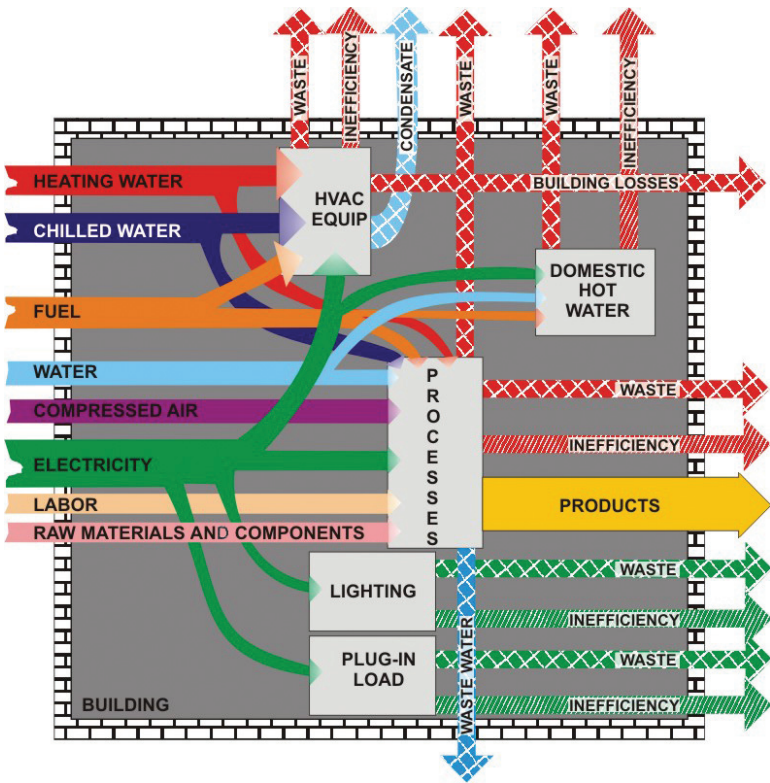 WASTE
INEFFICIENCY
CONDENSATE
WASTE
WASTE
INEFFICIENCY
HEATING WATER
HVAC
EQUIP
BUILDING LOSSES
CHILLED WATER
DOMESTIC
HOT
WATER
FUEL
WATER
PROCESSES
WASTE
COMPRESSED AIR
INEFFICIENCY
ELECTRICITY
LABOR
PRODUCTS
RAW MATERIALS AND COMPONENTS
LIGHTING
WASTE
INEFFICIENCY
PLUG-IN
LOAD
WASTE
INEFFICIENCY
WASTE WATER
BUILDING